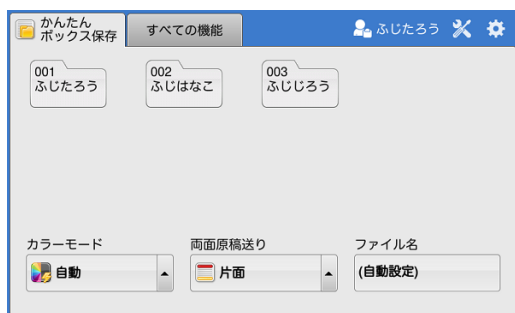 かんたん
ボックス保存
すべての機能
ふじたろう
001
ふじたろう
002
ふじはなこ
003
ふじじろう
カラーモード
両面原稿送り
ファイル名
自動
片面
(自動設定)